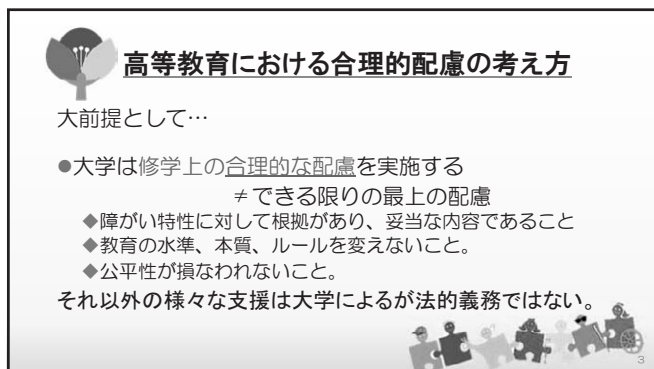 高等教育における合理的配慮の考え方
大前提として…
●大学は修学上の合理的な配慮を実施する
≠できる限りの最上の配慮
◆障がい特性に対して根拠があり、妥当な内容であること
◆教育の水準、本質、ルールを変えないこと。
◆公平性が損なわれないこと。
それ以外の様々な支援は大学によるが法的義務ではない。
3